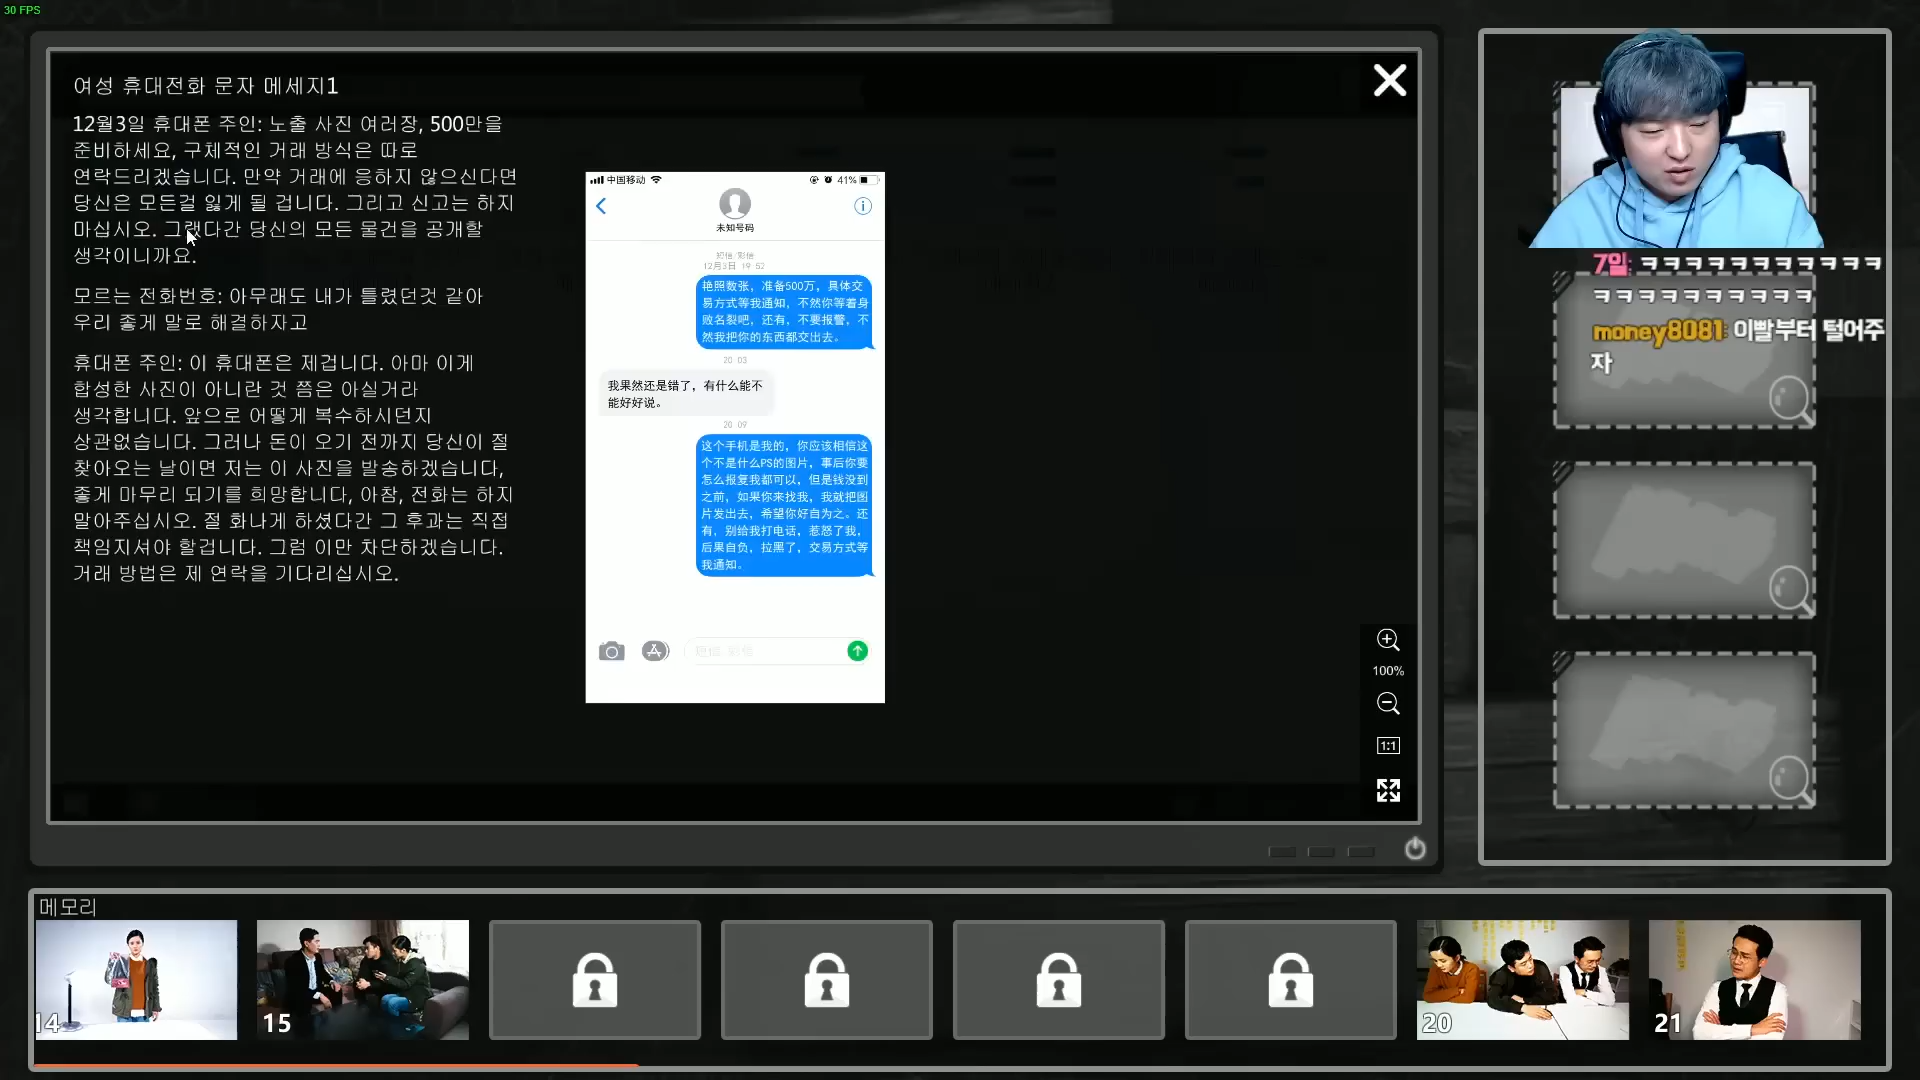 30 FPS
여성 휴대전화 문자 메세지1
12월3일 휴대폰 주인: 노출 사진 여러장, 500만을
준비하세요, 구체적인 거래 방식은 따로
연락드리겠습니다. 만약 거래에 응하지 않으신다면
당신은 모든걸 잃게 될 겁니다. 그리고 신고는 하지
마십시오. 그랬다간 당신의 모든 물건을 공개할
생각이니까요.
모르는 전화번호: 아무래도 내가 틀렸던것 같아
우리 좋게 말로 해결하자고
휴대폰 주인: 이 휴대폰은 제겁니다. 아마 이게
합성한 사진이 아니란 것 쯤은 아실거라
생각합니다. 앞으로 어떻게 복수하시던지
상관없습니다. 그러나 돈이 오기 전까지 당신이 절
찾아오는 날이면 저는 이 사진을 발송하겠습니다,
좋게 마무리 되기를 희망합니다, 아참, 전화는 하지
말아주십시오. 절 화나게 하셨다간 그 후과는 직접
책임지셔야 할겁니다. 그럼 이만 차단하겠습니다.
거래 방법은 제 연락을 기다리십시오.
中国移动 41%
未知号码
短信/彩信
12月3日 19 52
艳照数张，准备500万，具体交
易方式等我通知，不然你等着身
败名裂吧，还有，不要报警，不
然我把你的东西都交出去。
20 03
我果然还是错了，有什么能不
能好好说。
20 09
这个手机是我的，你应该相信这
个不是什么PS的图片，事后你要
怎么报复我都可以，但是钱没到
之前，如果你来找我，我就把图
片发出去，希望你好自为之。还
有，别给我打电话，惹怒了我，
后果自负，拉黑了，交易方式等
我通知。
短信/彩信
100%
1:1
7일: ㅋㅋㅋㅋㅋㅋㅋㅋㅋㅋㅋ
ㅋㅋㅋㅋㅋㅋㅋㅋㅋㅋ
money8081: 이빨부터 털어주
자
메모리
14
15
20
21